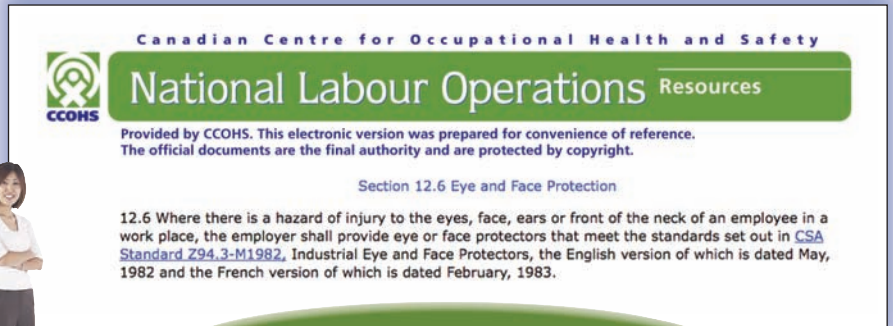 Canadian Centre for Occupational Health and Safety
CCOHS
National Labour Operations Resources
Provided by CCOHS. This electronic version was prepared for convenience of reference.
The official documents are the final authority and are protected by copyright.
Section 12.6 Eye and Face Protection
12.6 Where there is a hazard of injury to the eyes, face, ears or front of the neck of an employee in a
work place, the employer shall provide eye or face protectors that meet the standards set out in CSA
Standard Z94.3-M1982, Industrial Eye and Face Protectors, the English version of which is dated May,
1982 and the French version of which is dated February, 1983.